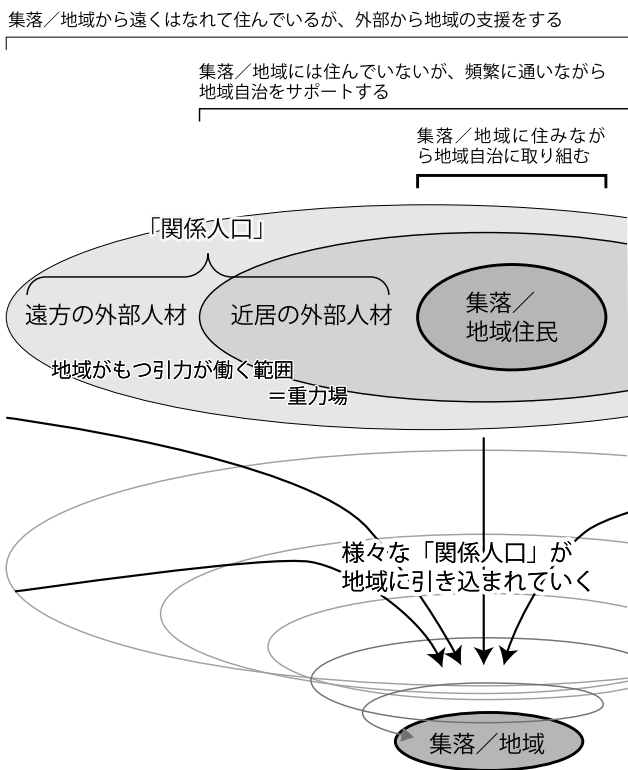 集落／地域から遠くはなれて住んでいるが、外部から地域の支援をする
集落／地域には住んでいないが、頻繁に通いながら
地域自治をサポートする
集落／地域に住みなが
ら地域自治に取り組む
「関係人口」
遠方の外部人材
近居の外部人材
集落／
地域住民
地域がもつ引力が働く範囲
＝重力場
様々な「関係人口」が
地域に引き込まれていく
集落／地域